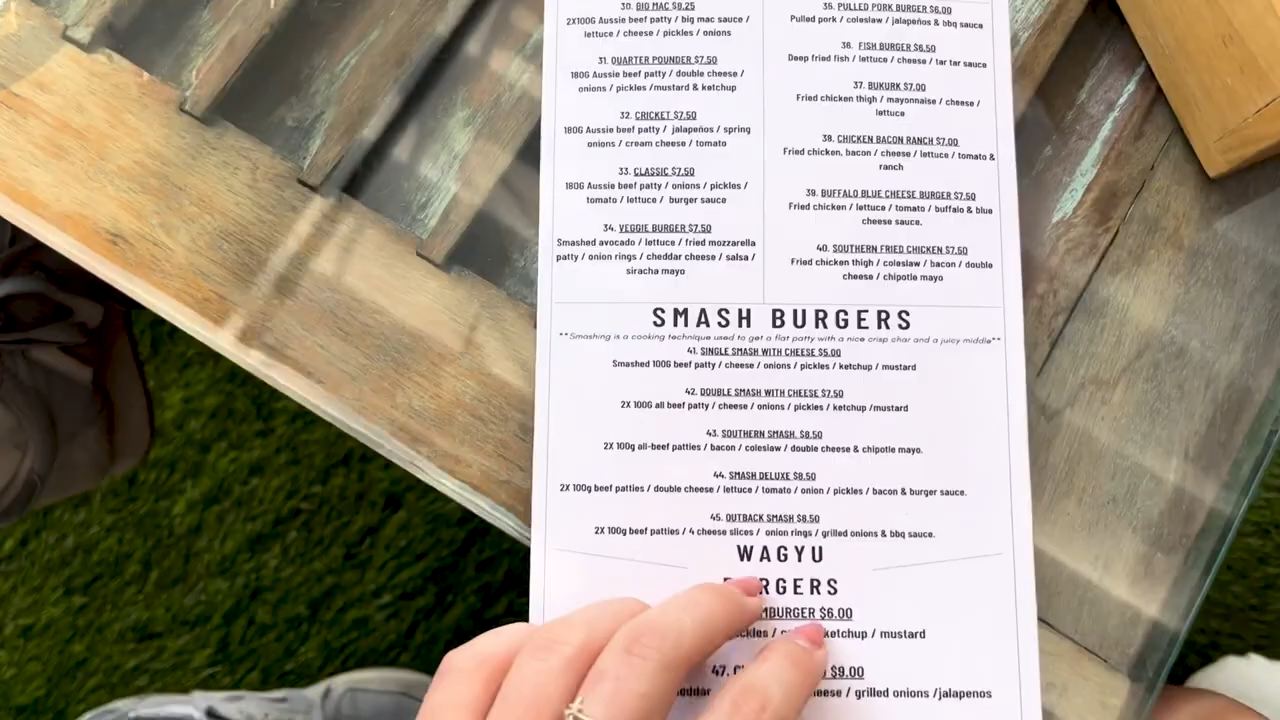 30. BIG MAC $8.25
2X100G Aussie beef patty / big mac sauce /
lettuce / cheese / pickles / onions
31. QUARTER POUNDER $7.50
180G Aussie beef patty / double cheese /
onions / pickles /mustard & ketchup
32. CRICKET $7.50
180G Aussie beef patty / jalapeños / spring
onions / cream cheese / tomato
33. CLASSIC $7.50
180G Aussie beef patty / onions / pickles /
tomato / lettuce / burger sauce
34. VEGGIE BURGER $7.50
Smashed avocado / lettuce / fried mozzarella
patty / onion rings / cheddar cheese / salsa /
siracha mayo
35. PULLED PORK BURGER $6.00
Pulled pork / coleslaw / jalapeños & bbq sauce
36. FISH BURGER $6.50
Deep fried fish / lettuce / cheese / tar tar sauce
37. BUKURK $7.00
Fried chicken thigh / mayonnaise / cheese /
lettuce
38. CHICKEN BACON RANCH $7.00
Fried chicken, bacon / cheese / lettuce / tomato &
ranch
39. BUFFALO BLUE CHEESE BURGER $7.50
Fried chicken / lettuce / tomato / buffalo & blue
cheese sauce.
40. SOUTHERN FRIED CHICKEN $7.50
Fried chicken thigh / coleslaw / bacon / double
cheese / chipotle mayo
SMASH BURGERS
**Smashing is a cooking technique used to get a flat patty with a nice crisp char and a juicy middle**
41. SINGLE SMASH WITH CHEESE $5.00
Smashed 100G beef patty / cheese / onions / pickles / ketchup / mustard
42. DOUBLE SMASH WITH CHEESE $7.50
2X 100G all beef patty / cheese / onions / pickles / ketchup /mustard
43. SOUTHERN SMASH. $8.50
2X 100g all-beef patties / bacon / coleslaw / double cheese & chipotle mayo.
44. SMASH DELUXE $8.50
2X 100g beef patties / double cheese / lettuce / tomato / onion / pickles / bacon & burger sauce.
45. OUTBACK SMASH $8.50
2X 100g beef patties / 4 cheese slices / onion rings / grilled onions & bbq sauce.
WAGYU
BURGERS
$6.00
/ ketchup / mustard
47. $9.00
/ grilled onions /jalapenos